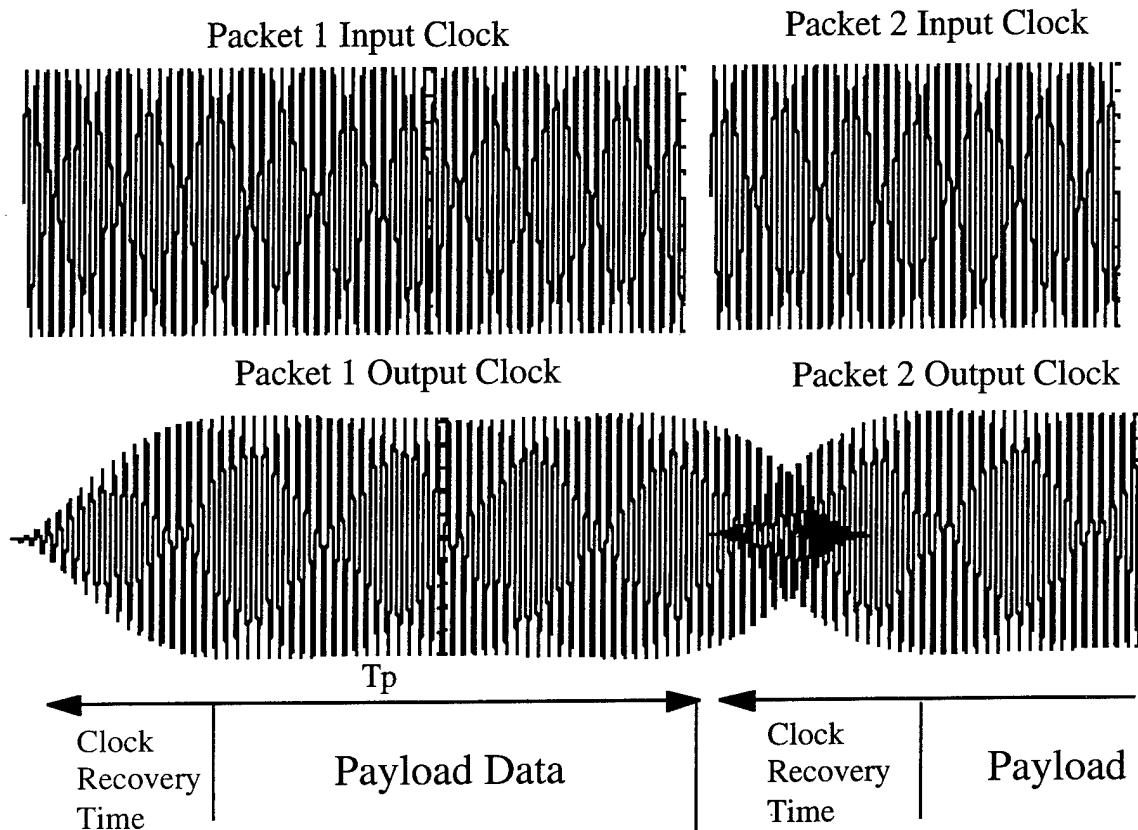 Packet 1 Input Clock
Packet 2 Input Clock
Packet 1 Output Clock
Packet 2 Output Clock
Tp
Clock
Recovery
Time
Payload Data
Clock
Recovery
Time
Payload